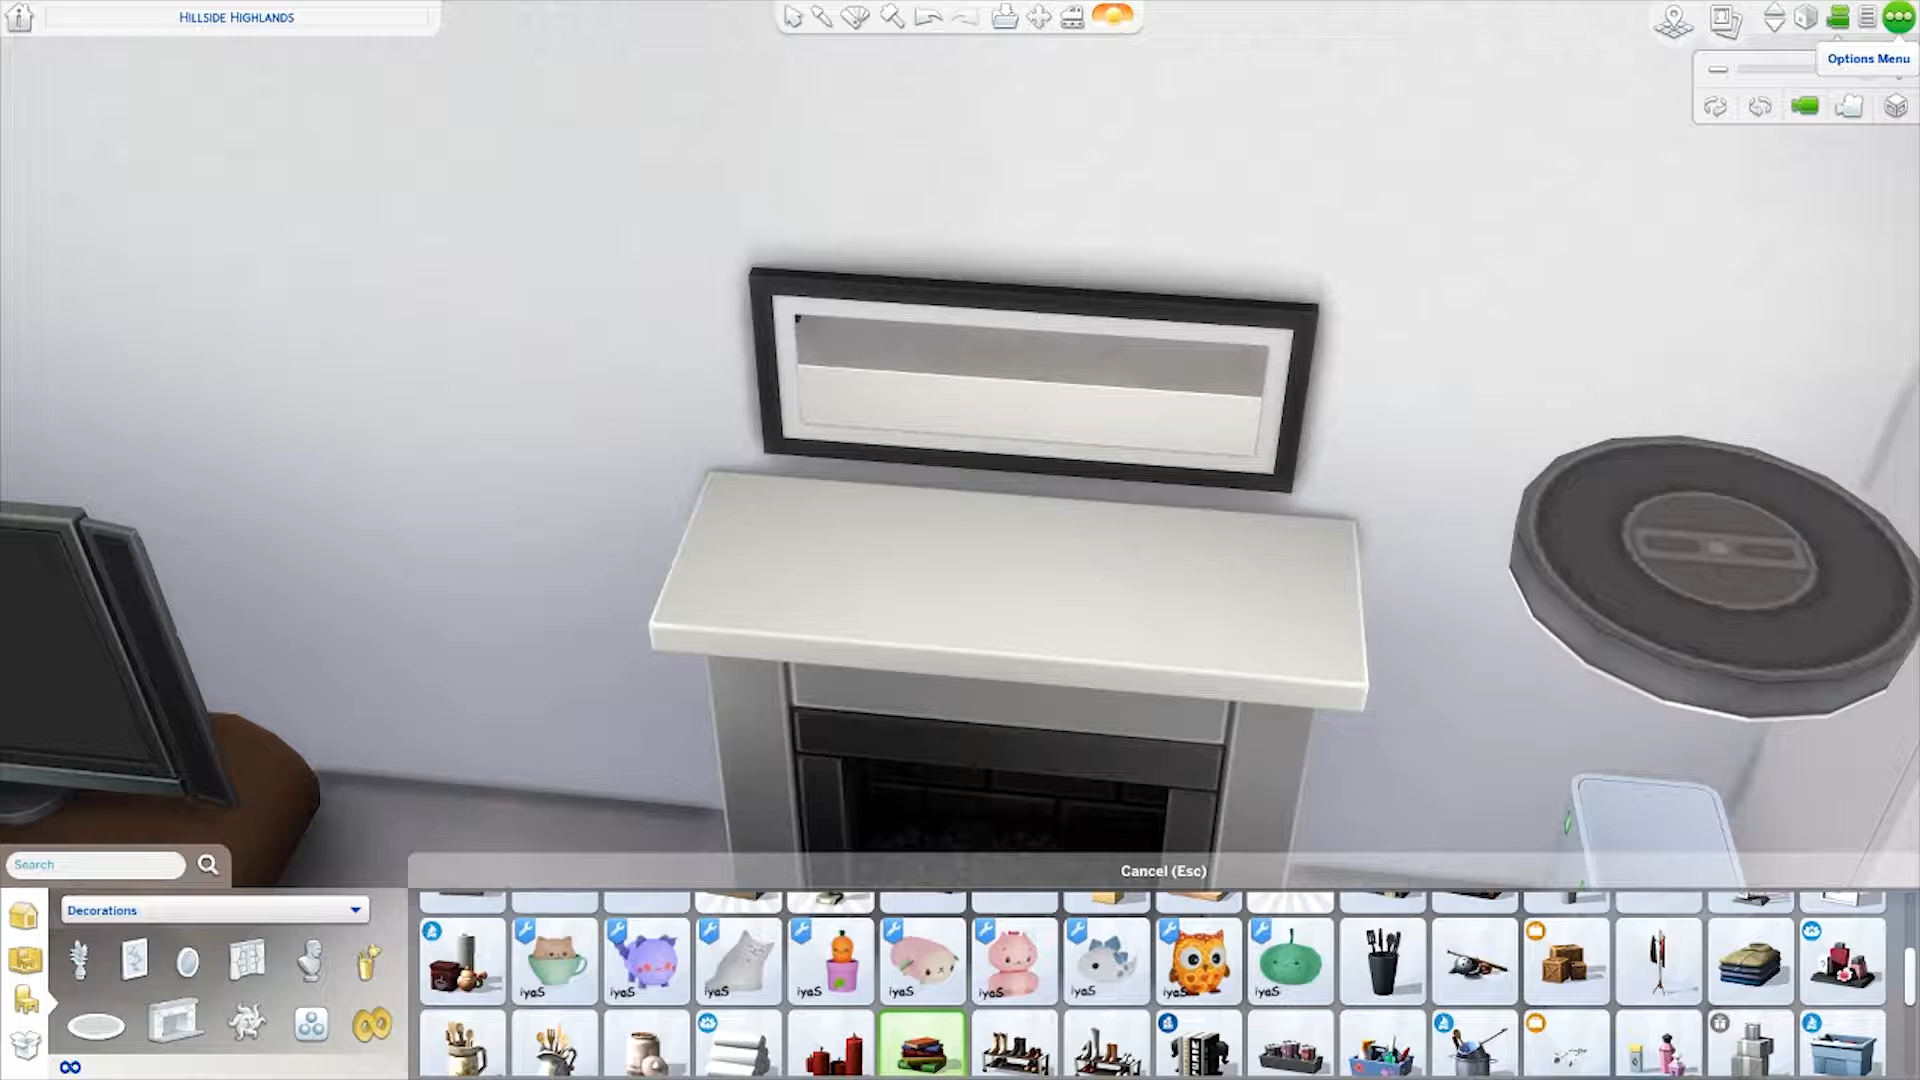 HILLSIDE HIGHLANDS
Options Menu
Search
Cancel (Esc)
Decorations
iyaS
iyaS
iyaS
iyaS
iyaS
iyaS
iyaS
iyaS
iyaS